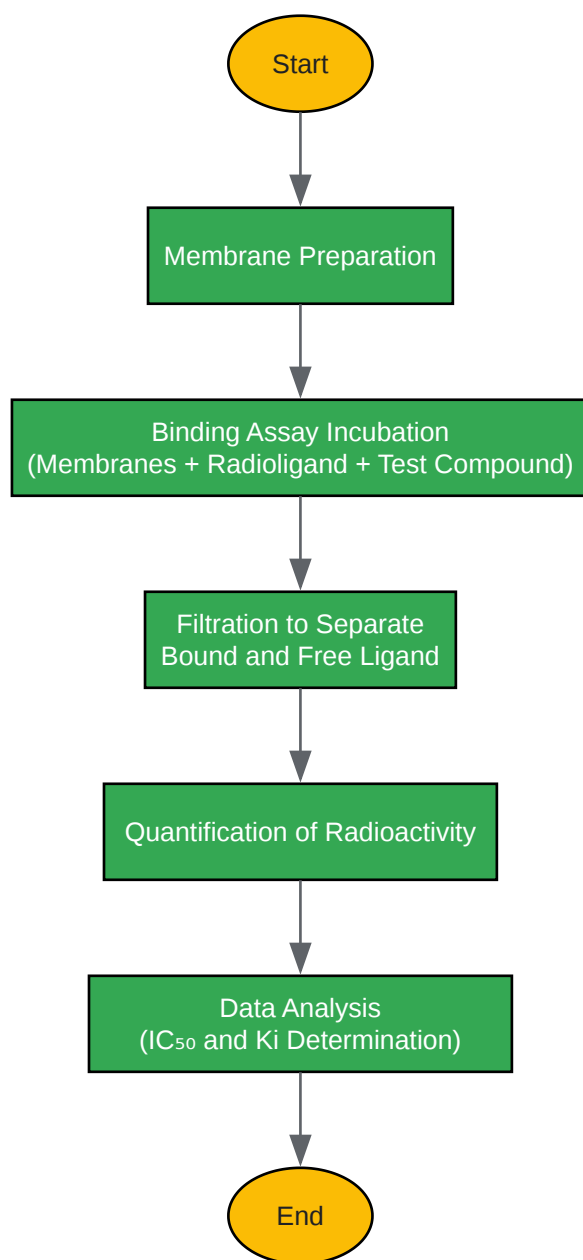 Start
Membrane Preparation
Binding Assay Incubation
(Membranes + Radioligand + Test Compound)
Filtration to Separate
Bound and Free Ligand
Quantification of Radioactivity
Data Analysis
(IC₅₀ and Ki Determination)
End